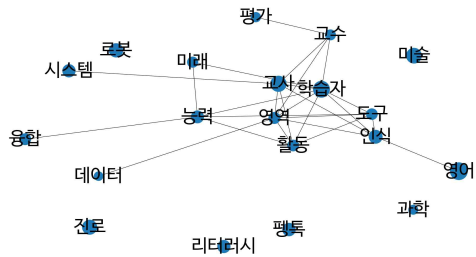 평가
교수
로봇
미술
미래
시스템
교사
학습자
능력
영역
도구
융합
활동
인식
데이터
영어
과학
진로
펭톡
리터러시